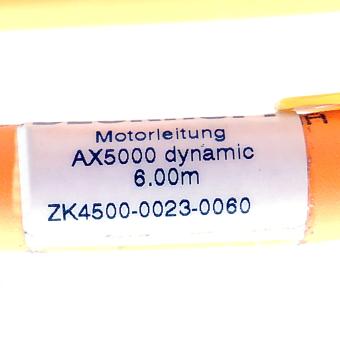 Motorleitung
AX5000 dynamic
6.00m
ZK4500-0023-0060